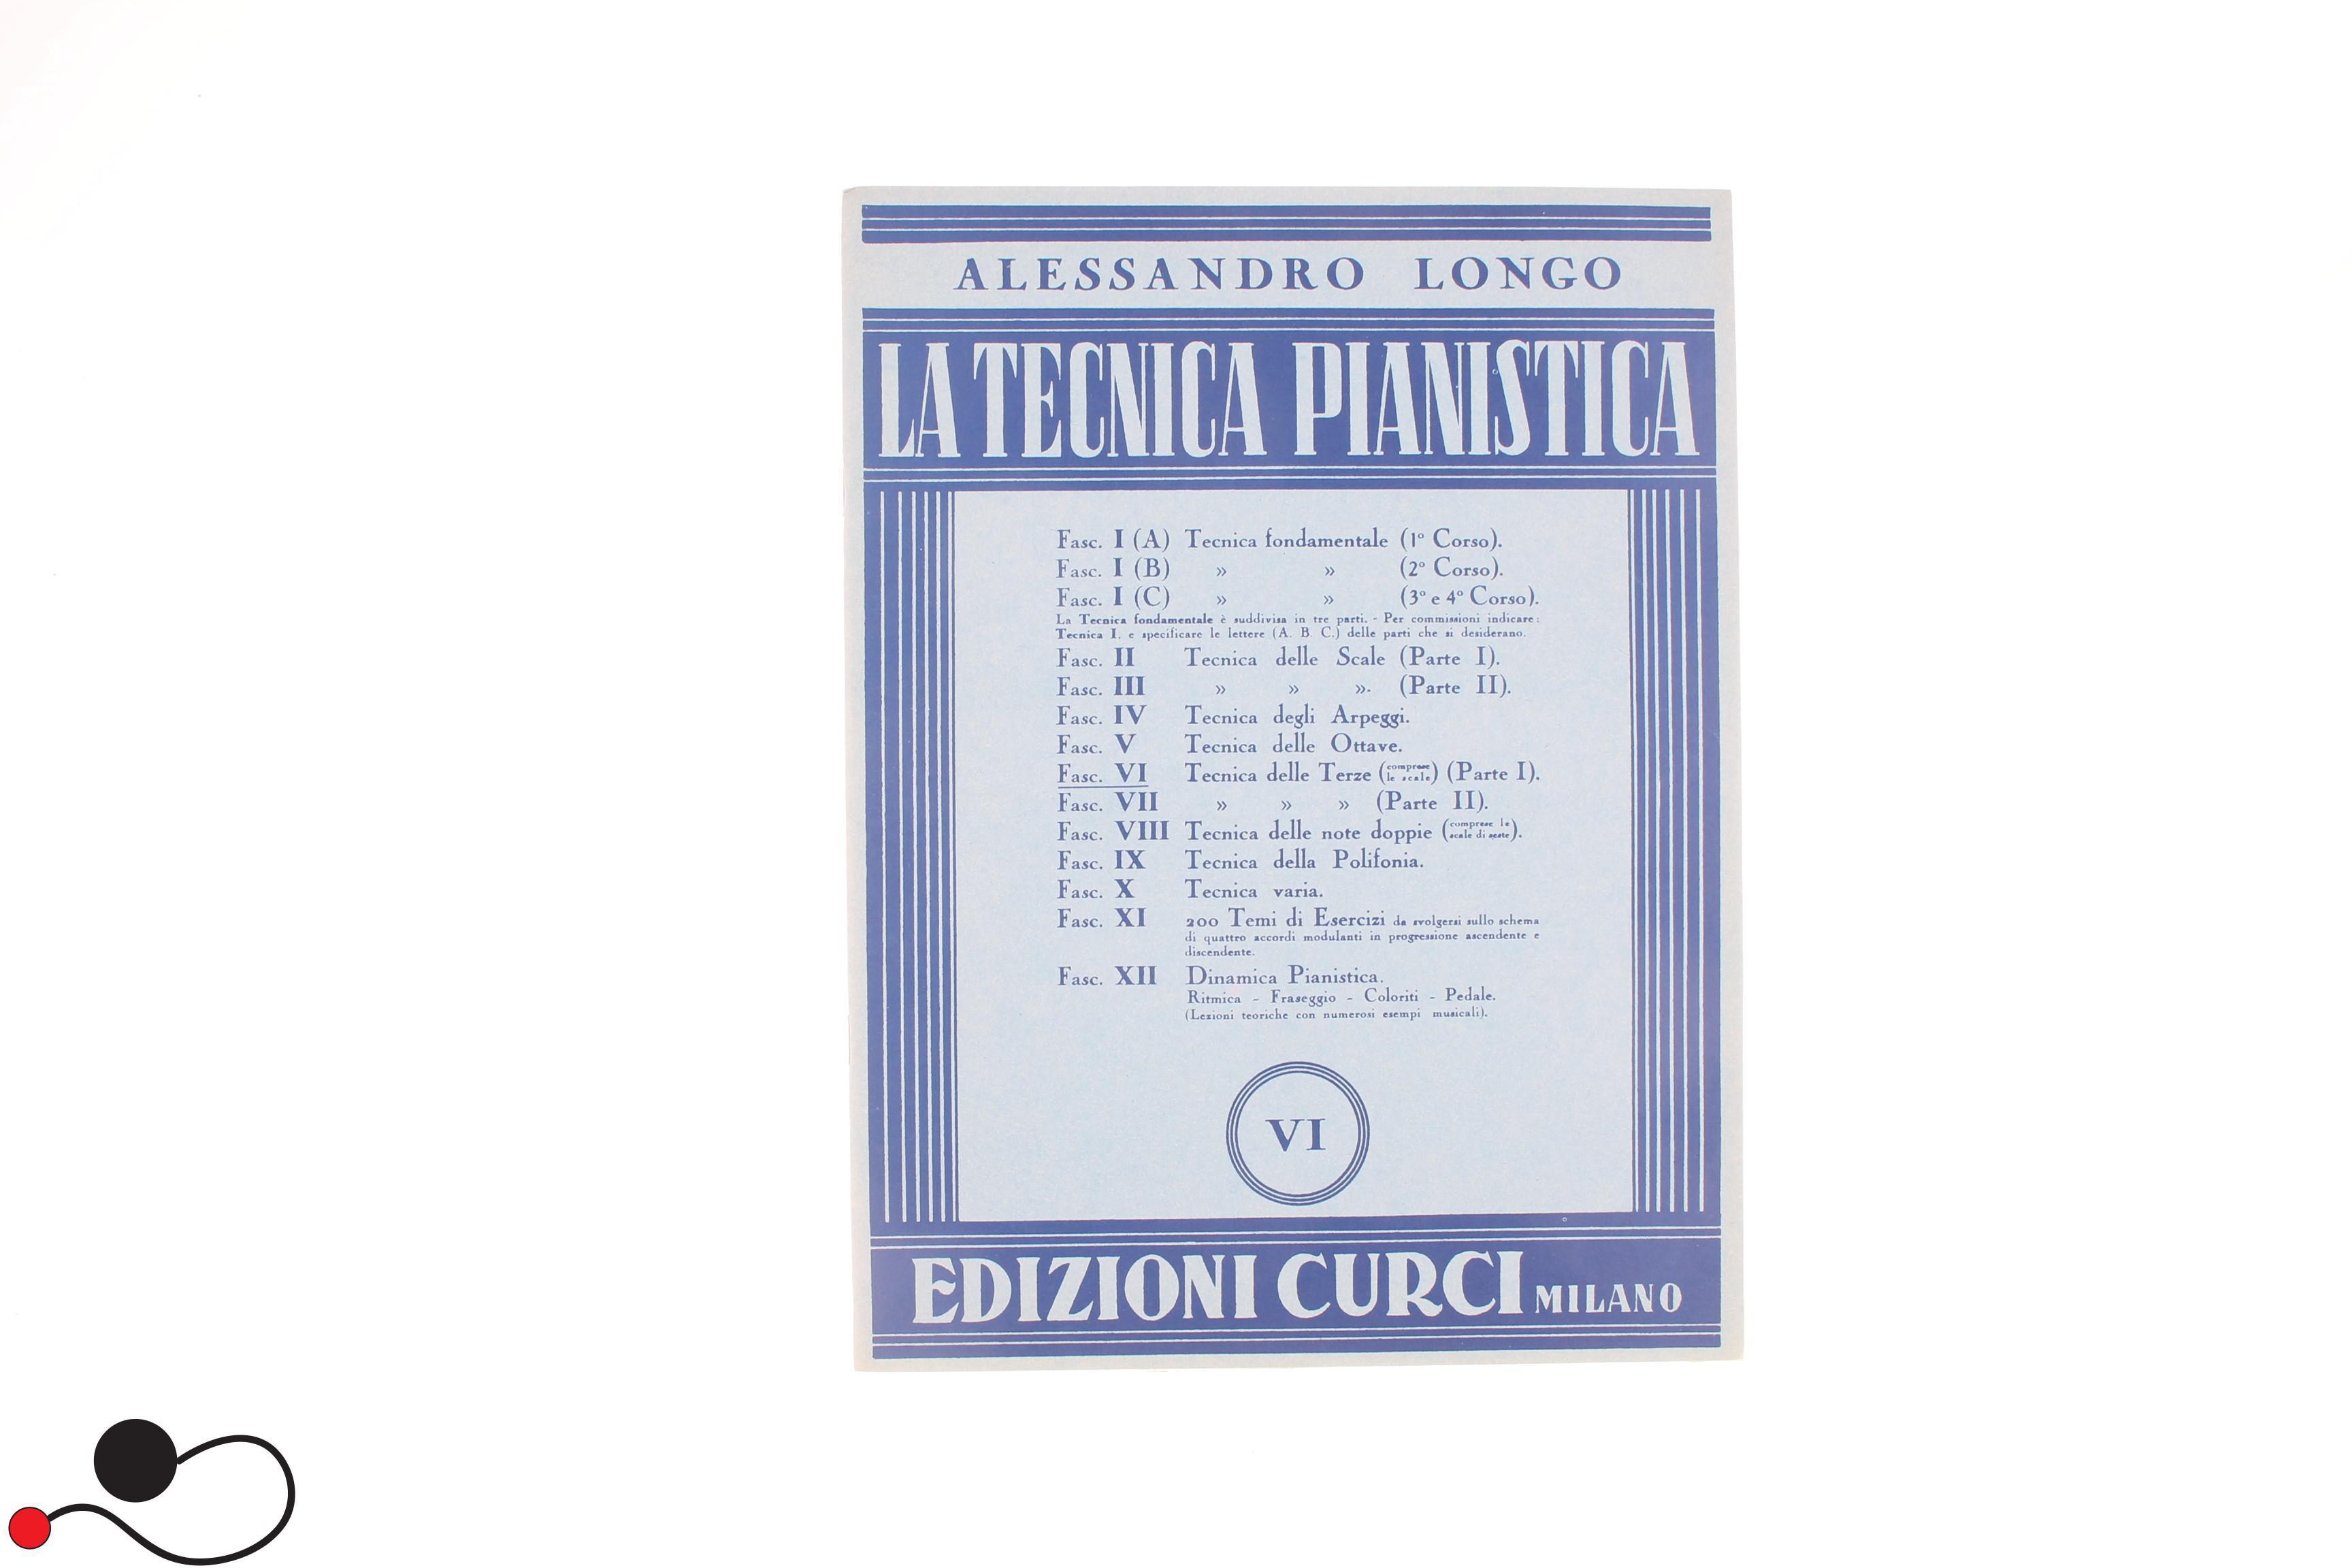 ALESSANDRO LONGO
LA TECNICA PIANISTICA
Fasc. I (A) Tecnica fondamentale (1º Corso).
Fasc. I (B) » » (2º Corso).
Fasc. I (C) » » (3º e 4º Corso).
La Tecnica fondamentale è suddivisa in tre parti. - Per commissioni indicare:
Tecnica I, e specificare le lettere (A. B. C.) delle parti che si desiderano.
Fasc. II Tecnica delle Scale (Parte I).
Fasc. III » » ». (Parte II).
Fasc. IV Tecnica degli Arpeggi.
Fasc. V Tecnica delle Ottave.
Fasc. VI Tecnica delle Terze (comprese le scale) (Parte I).
Fasc. VII » » » (Parte II).
Fasc. VIII Tecnica delle note doppie (comprese le scale di seste).
Fasc. IX Tecnica della Polifonia.
Fasc. X Tecnica varia.
Fasc. XI 200 Temi di Esercizi da svolgersi sullo schema
di quattro accordi modulanti in progressione ascendente e
discendente.
Fasc. XII Dinamica Pianistica.
Ritmica - Fraseggio - Coloriti - Pedale.
(Lezioni teoriche con numerosi esempi musicali).
VI
EDIZIONI CURCI MILANO